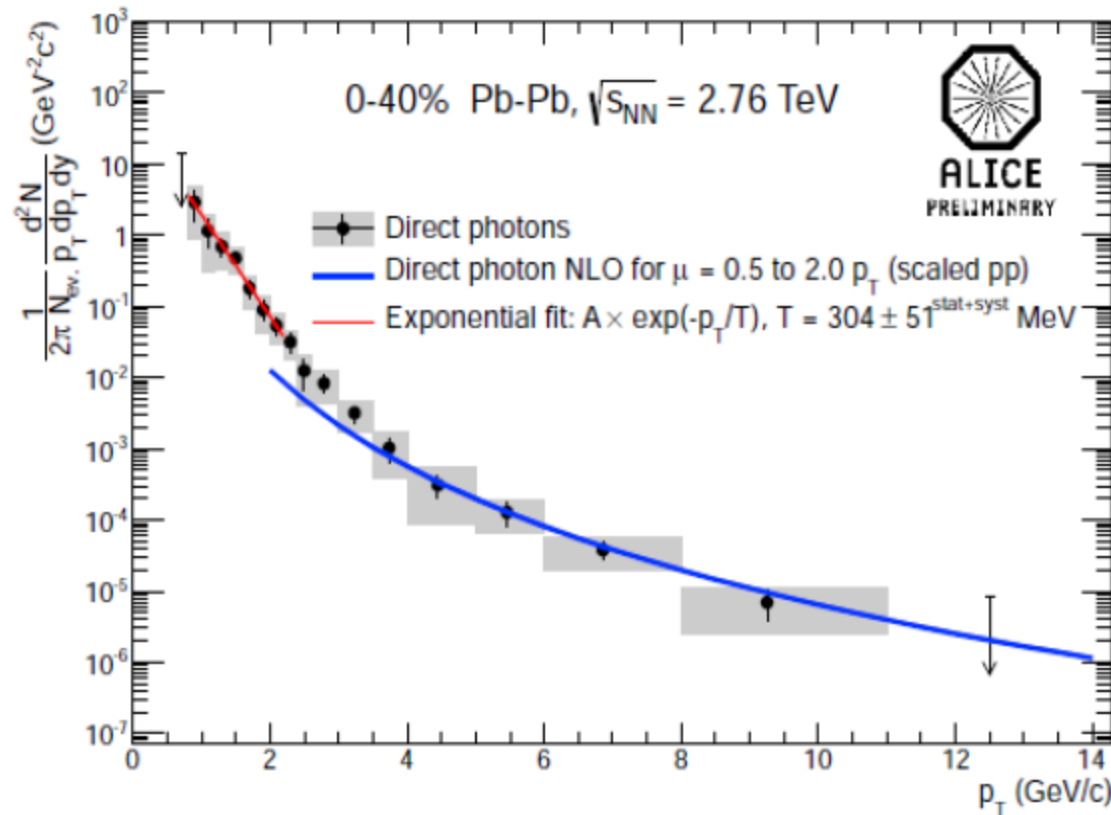 0-40% Pb-Pb, √s_NN = 2.76 TeV
ALICE
PRELIMINARY
Direct photons
Direct photon NLO for μ = 0.5 to 2.0 p_T (scaled pp)
Exponential fit: A × exp(-p_T/T), T = 304 ± 51^stat+syst MeV
1/(2π N_ev.) d²N/(p_T dp_T dy) (GeV⁻²c²)
10³
10²
10
1
10⁻¹
10⁻²
10⁻³
10⁻⁴
10⁻⁵
10⁻⁶
10⁻⁷
0 2 4 6 8 10 12 14
p_T (GeV/c)